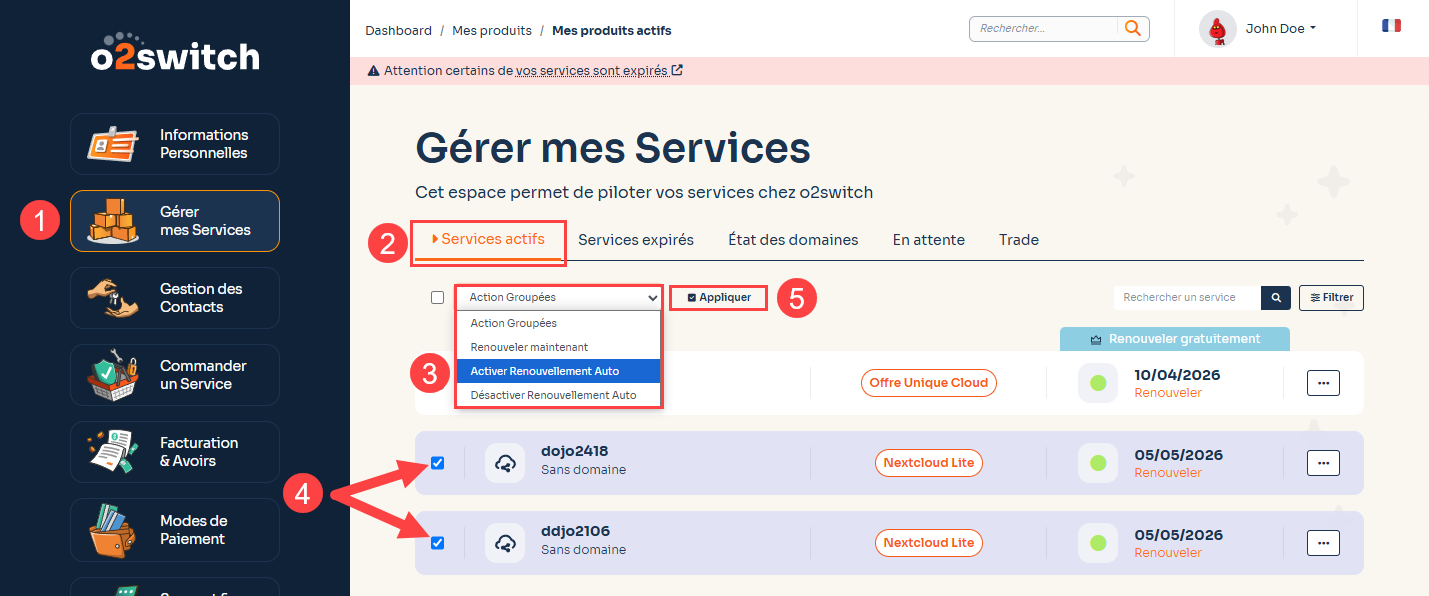 o2switch
Dashboard / Mes produits / Mes produits actifs
Rechercher...
John Doe
Attention certains de vos services sont expirés
Informations
Personnelles
1
Gérer
mes Services
Gestion des
Contacts
Commander
un Service
Facturation
& Avoirs
Modes de
Paiement
Gérer mes Services
Cet espace permet de piloter vos services chez o2switch
2
Services actifs
Services expirés
État des domaines
En attente
Trade
Action Groupées
Appliquer
5
Rechercher un service
Filtrer
3
Action Groupées
Renouveler maintenant
Activer Renouvellement Auto
Désactiver Renouvellement Auto
Renouveler gratuitement
Offre Unique Cloud
10/04/2026
Renouveler
...
4
dojo2418
Sans domaine
Nextcloud Lite
05/05/2026
Renouveler
...
ddjo2106
Sans domaine
Nextcloud Lite
05/05/2026
Renouveler
...